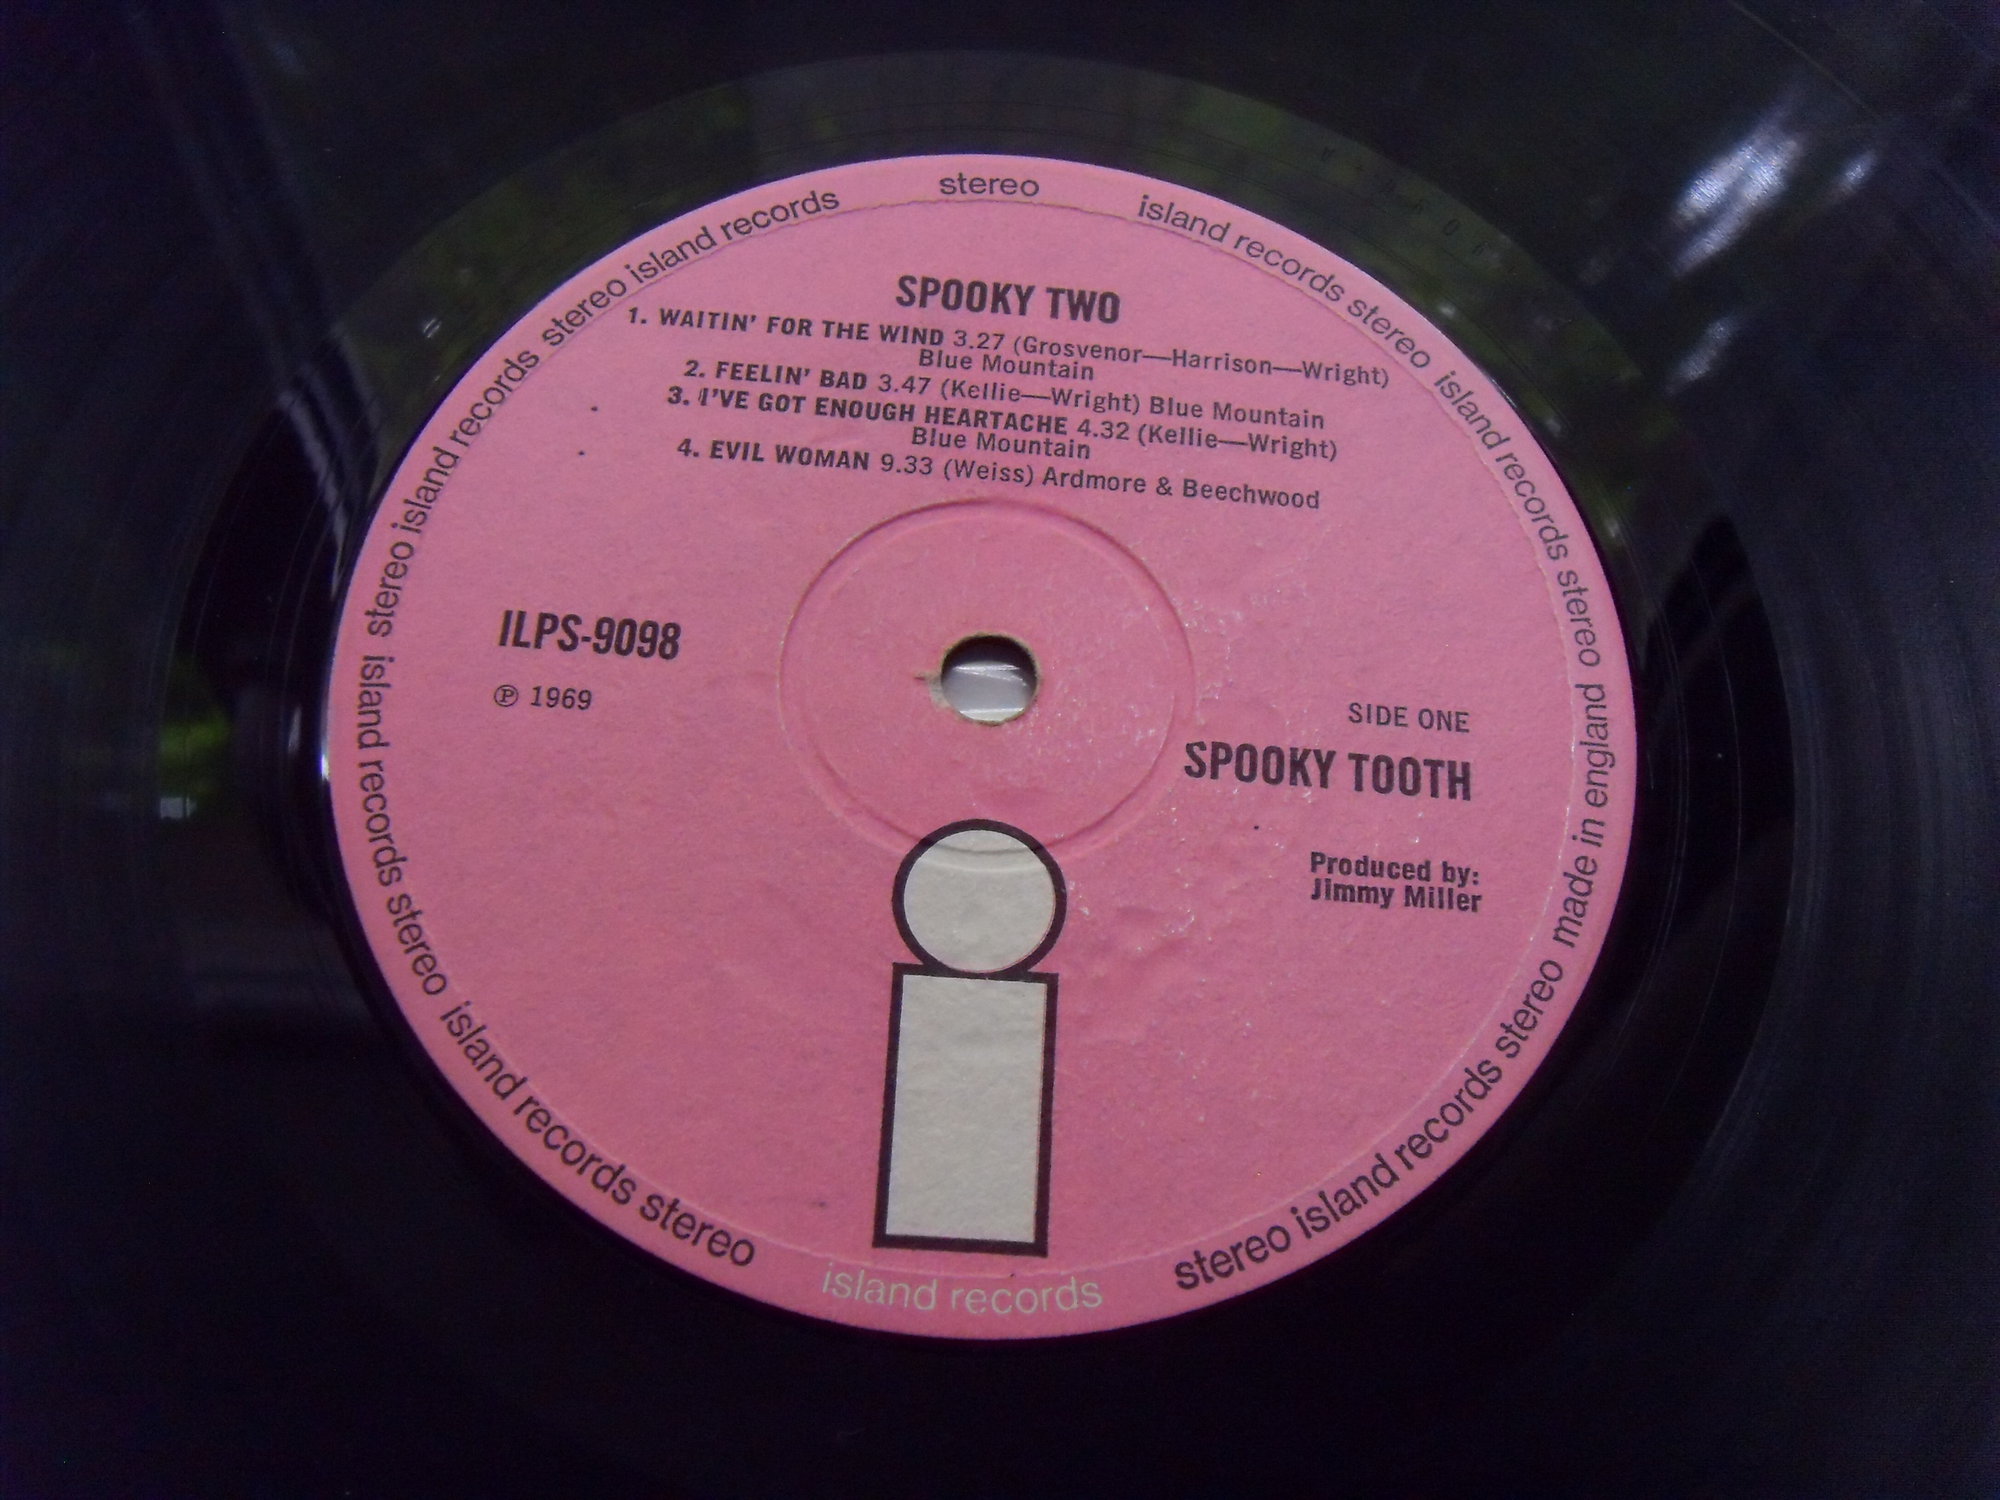 stereo
island records stereo island records stereo island records stereo
made in england
stereo island records stereo island records stereo island records stereo island records stereo island records
island records
SPOOKY TWO
1. WAITIN' FOR THE WIND 3.27 (Grosvenor—Harrison—Wright)
Blue Mountain
2. FEELIN' BAD 3.47 (Kellie—Wright) Blue Mountain
3. I'VE GOT ENOUGH HEARTACHE 4.32 (Kellie—Wright)
Blue Mountain
4. EVIL WOMAN 9.33 (Weiss) Ardmore & Beechwood
ILPS-9098
℗ 1969
SIDE ONE
SPOOKY TOOTH
Produced by:
Jimmy Miller
i